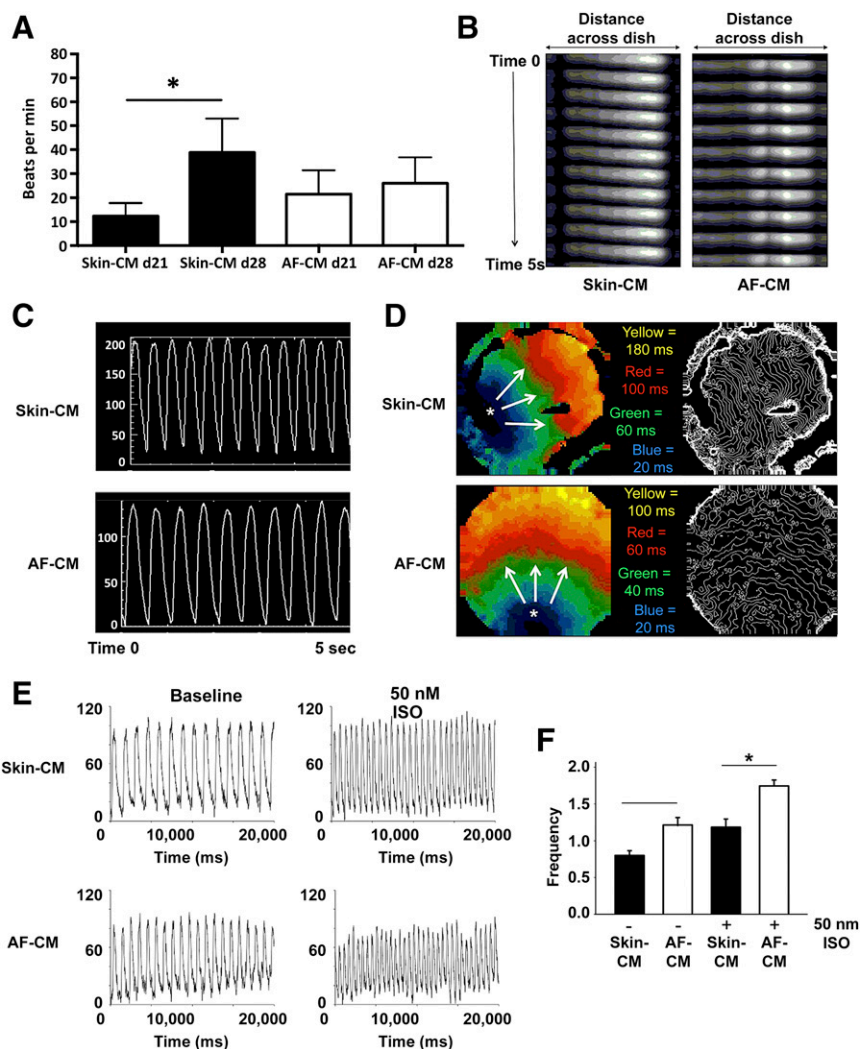 A
Beats per min
80
70
60
50
40
30
20
10
0
*
Skin-CM d21
Skin-CM d28
AF-CM d21
AF-CM d28
B
Distance
across dish
Distance
across dish
Time 0
Time 5s
Skin-CM
AF-CM
C
Skin-CM
200
150
100
50
0
AF-CM
100
50
0
Time 0
5 sec
D
Skin-CM
*
Yellow =
180 ms
Red =
100 ms
Green =
60 ms
Blue =
20 ms
AF-CM
*
Yellow =
100 ms
Red =
60 ms
Green =
40 ms
Blue =
20 ms
E
Baseline
50 nM
ISO
Skin-CM
120
60
0
0
10,000
20,000
Time (ms)
0
10,000
20,000
Time (ms)
AF-CM
120
60
0
0
10,000
20,000
Time (ms)
0
10,000
20,000
Time (ms)
F
Frequency
2.0
1.5
1.0
0.5
0.0
*
- - + + 50 nm
Skin- AF- Skin- AF- ISO
CM CM CM CM